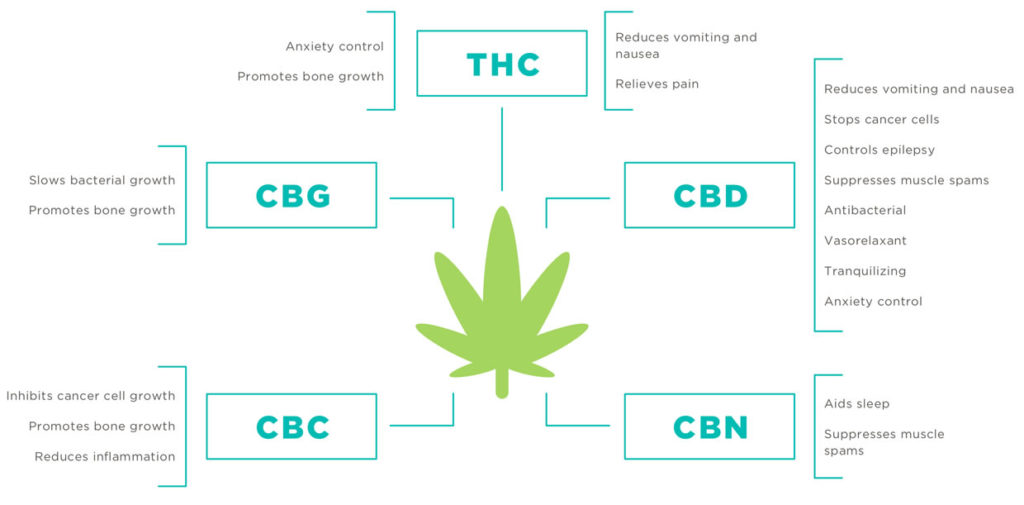 Anxiety control
Promotes bone growth
THC
Reduces vomiting and
nausea
Relieves pain
Slows bacterial growth
Promotes bone growth
CBG
CBD
Reduces vomiting and nausea
Stops cancer cells
Controls epilepsy
Suppresses muscle spams
Antibacterial
Vasorelaxant
Tranquilizing
Anxiety control
Inhibits cancer cell growth
Promotes bone growth
Reduces inflammation
CBC
CBN
Aids sleep
Suppresses muscle
spams